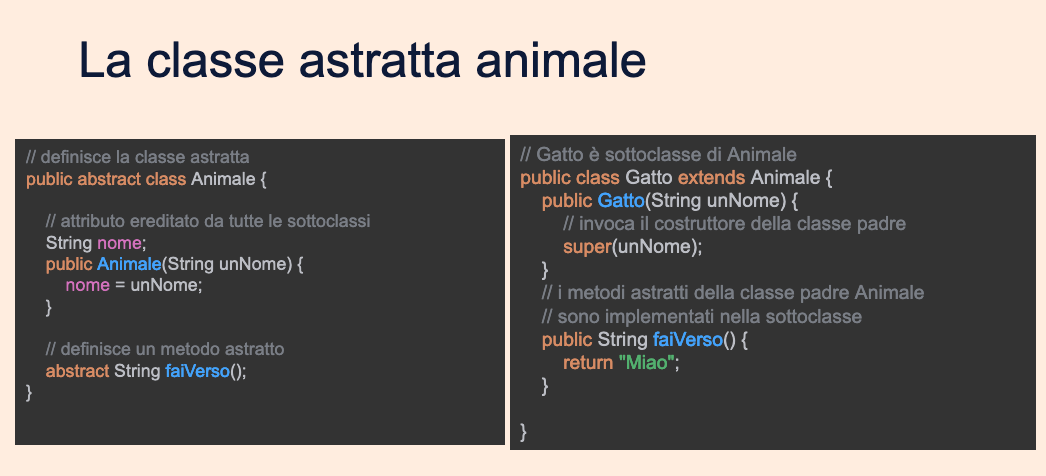 La classe astratta animale
// definisce la classe astratta
public abstract class Animale {
// attributo ereditato da tutte le sottoclassi
String nome;
public Animale(String unNome) {
nome = unNome;
}
// definisce un metodo astratto
abstract String faiVerso();
}
// Gatto è sottoclasse di Animale
public class Gatto extends Animale {
public Gatto(String unNome) {
// invoca il costruttore della classe padre
super(unNome);
}
// i metodi astratti della classe padre Animale
// sono implementati nella sottoclasse
public String faiVerso() {
return "Miao";
}
}